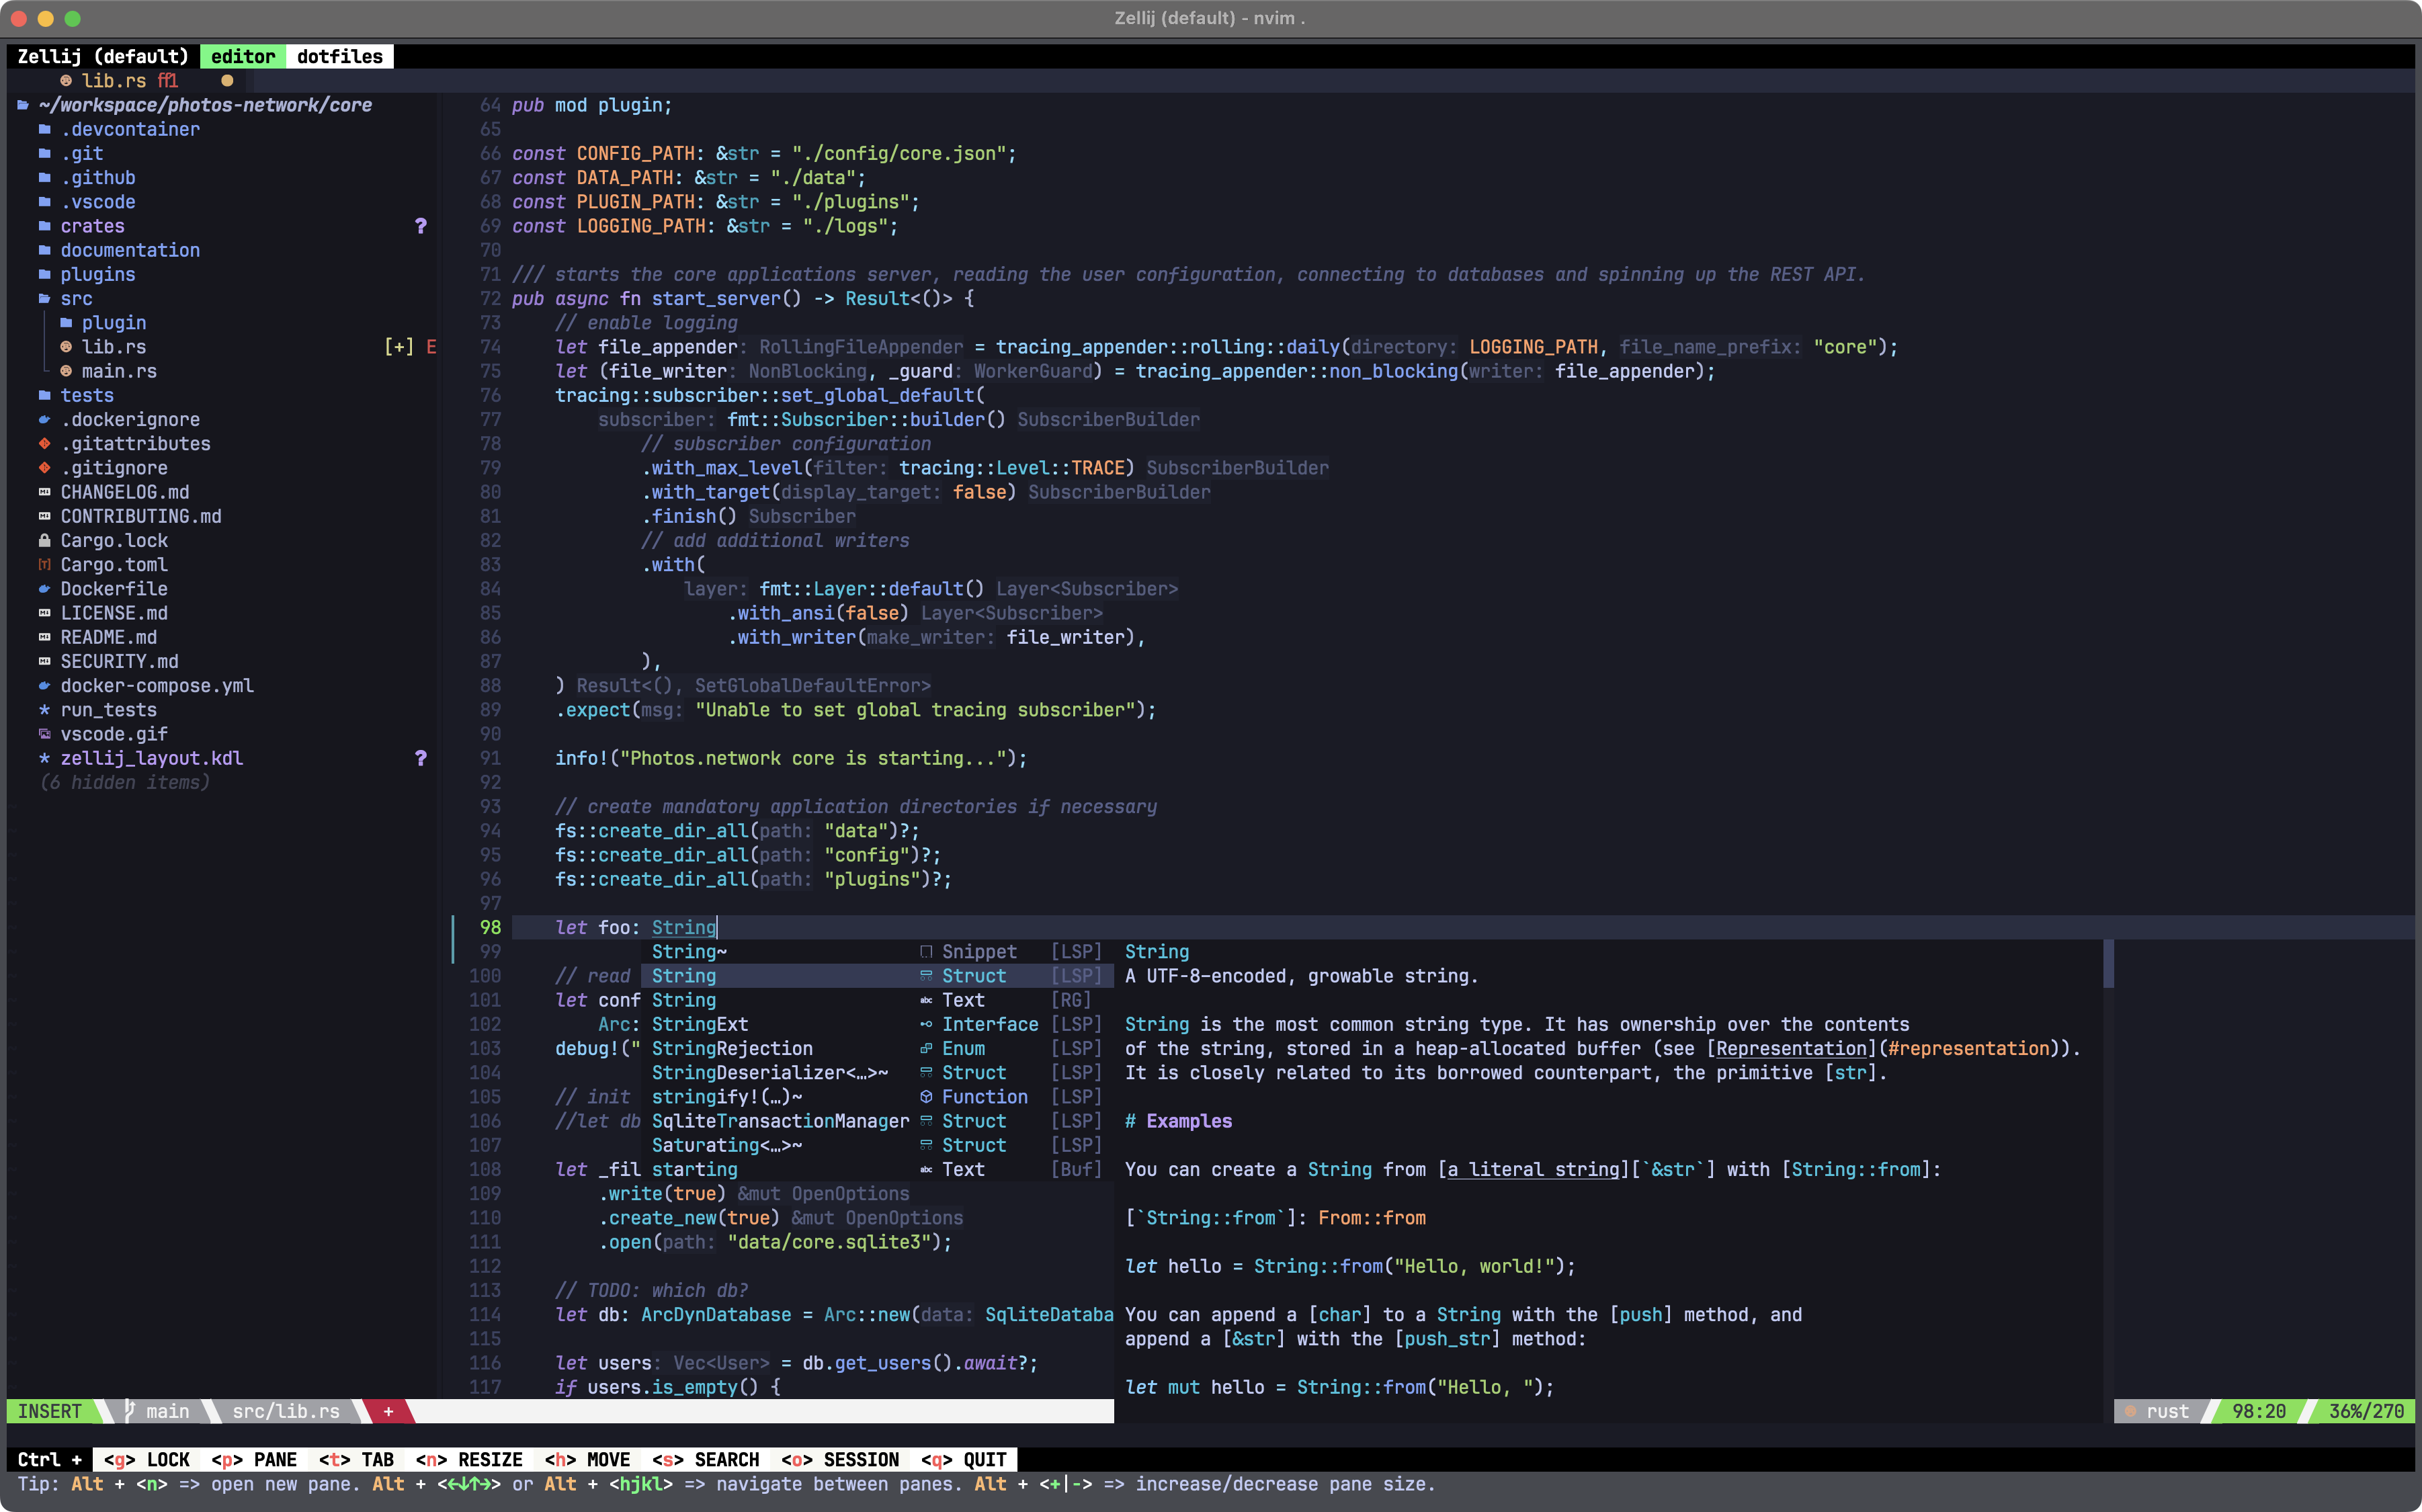 Zellij (default) - nvim .
Zellij (default) editor dotfiles
lib.rs
~/workspace/photos-network/core
.devcontainer
.git
.github
.vscode
crates ?
documentation
plugins
src
plugin
lib.rs [+] E
main.rs
tests
.dockerignore
.gitattributes
.gitignore
CHANGELOG.md
CONTRIBUTING.md
Cargo.lock
Cargo.toml
Dockerfile
LICENSE.md
README.md
SECURITY.md
docker-compose.yml
run_tests
vscode.gif
zellij_layout.kdl ?
(6 hidden items)
64 pub mod plugin;
65
66 const CONFIG_PATH: &str = "./config/core.json";
67 const DATA_PATH: &str = "./data";
68 const PLUGIN_PATH: &str = "./plugins";
69 const LOGGING_PATH: &str = "./logs";
70
71 /// starts the core applications server, reading the user configuration, connecting to databases and spinning up the REST API.
72 pub async fn start_server() -> Result<()> {
73 // enable logging
74 let file_appender: RollingFileAppender = tracing_appender::rolling::daily(directory: LOGGING_PATH, file_name_prefix: "core");
75 let (file_writer: NonBlocking, _guard: WorkerGuard) = tracing_appender::non_blocking(writer: file_appender);
76 tracing::subscriber::set_global_default(
77 subscriber: fmt::Subscriber::builder() SubscriberBuilder
78 // subscriber configuration
79 .with_max_level(filter: tracing::Level::TRACE) SubscriberBuilder
80 .with_target(display_target: false) SubscriberBuilder
81 .finish() Subscriber
82 // add additional writers
83 .with(
84 layer: fmt::Layer::default() Layer<Subscriber>
85 .with_ansi(false) Layer<Subscriber>
86 .with_writer(make_writer: file_writer),
87 ),
88 ) Result<(), SetGlobalDefaultError>
89 .expect(msg: "Unable to set global tracing subscriber");
90
91 info!("Photos.network core is starting...");
92
93 // create mandatory application directories if necessary
94 fs::create_dir_all(path: "data")?;
95 fs::create_dir_all(path: "config")?;
96 fs::create_dir_all(path: "plugins")?;
97
98 let foo: String
99
100 // read
101 let conf
102 Arc:
103 debug!("
104
105 // init
106 //let db
107
108 let _fil
109 .write(true) &mut OpenOptions
110 .create_new(true) &mut OpenOptions
111 .open(path: "data/core.sqlite3");
112
113 // TODO: which db?
114 let db: ArcDynDatabase = Arc::new(data: SqliteDataba
115
116 let users: Vec<User> = db.get_users().await?;
117 if users.is_empty() {
String~ Snippet [LSP]
String Struct [LSP]
String abc Text [RG]
StringExt Interface [LSP]
StringRejection Enum [LSP]
StringDeserializer<…>~ Struct [LSP]
stringify!(…)~ Function [LSP]
SqliteTransactionManager Struct [LSP]
Saturating<…>~ Struct [LSP]
starting abc Text [Buf]
String
A UTF-8–encoded, growable string.
String is the most common string type. It has ownership over the contents
of the string, stored in a heap-allocated buffer (see [Representation](#representation)).
It is closely related to its borrowed counterpart, the primitive [str].
# Examples
You can create a String from [a literal string][`&str`] with [String::from]:
[`String::from`]: From::from
let hello = String::from("Hello, world!");
You can append a [char] to a String with the [push] method, and
append a [&str] with the [push_str] method:
let mut hello = String::from("Hello, ");
INSERT main src/lib.rs + rust 98:20 36%/270
Ctrl + <g> LOCK <p> PANE <t> TAB <n> RESIZE <h> MOVE <s> SEARCH <o> SESSION <q> QUIT
Tip: Alt + <n> => open new pane. Alt + <←↓↑→> or Alt + <hjkl> => navigate between panes. Alt + <+|-> => increase/decrease pane size.